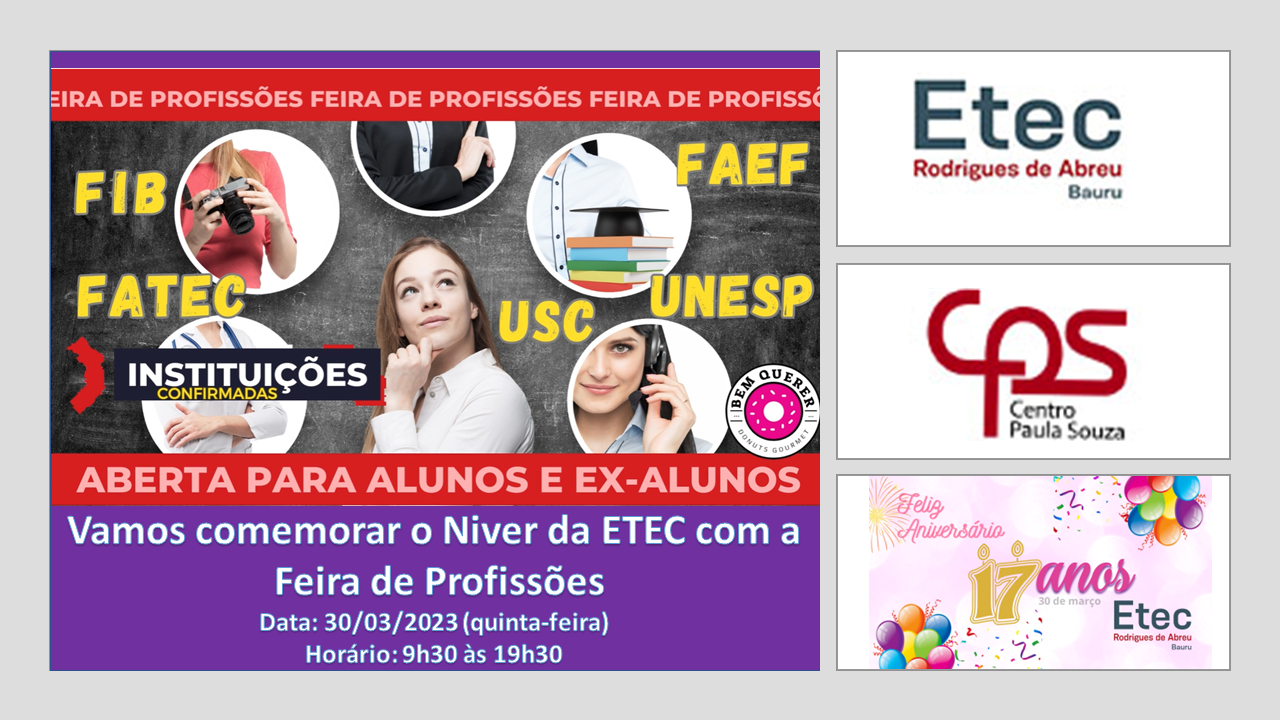 EIRA DE PROFISSÕES FEIRA DE PROFISSÕES FEIRA DE PROFISSÕ
FIB
FAEF
FATEC
USC
UNESP
INSTITUIÇÕES
CONFIRMADAS
BEM QUERER
DONUTS GOURMET
ABERTA PARA ALUNOS E EX-ALUNOS
Vamos comemorar o Niver da ETEC com a
Feira de Profissões
Data: 30/03/2023 (quinta-feira)
Horário: 9h30 às 19h30
Etec
Rodrigues de Abreu
Bauru
cps
Centro
Paula Souza
Feliz
Aniversário
17 anos
30 de março
Etec
Rodrigues de Abreu
Bauru